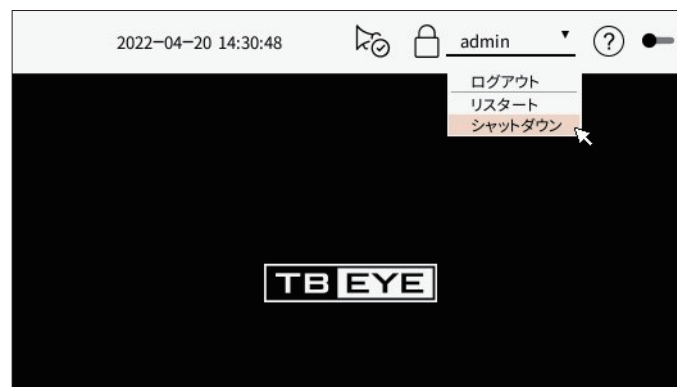 2022-04-20 14:30:48
admin ▼ ?
ログアウト
リスタート
シャットダウン
TB EYE